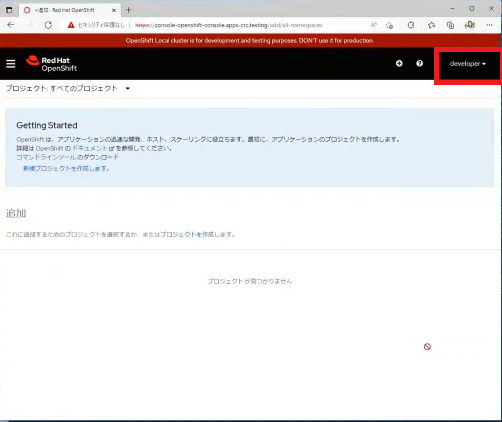 +追加 · Red Hat OpenShift
セキュリティ保護なし
https://console-openshift-console.apps-crc.testing/add/all-namespaces
OpenShift Local cluster is for development and testing purposes. DON'T use it for production.
Red Hat
OpenShift
developer
プロジェクト: すべてのプロジェクト
Getting Started
OpenShift は、アプリケーションの迅速な開発、ホスト、スケーリングに役立ちます。最初に、アプリケーションのプロジェクトを作成します。
詳細は OpenShift の ドキュメント を参照してください。
コマンドラインツール のダウンロード
新規プロジェクトを作成します。
追加
これに追加するためのプロジェクトを選択するか、またはプロジェクトを作成します。
プロジェクトが見つかりません